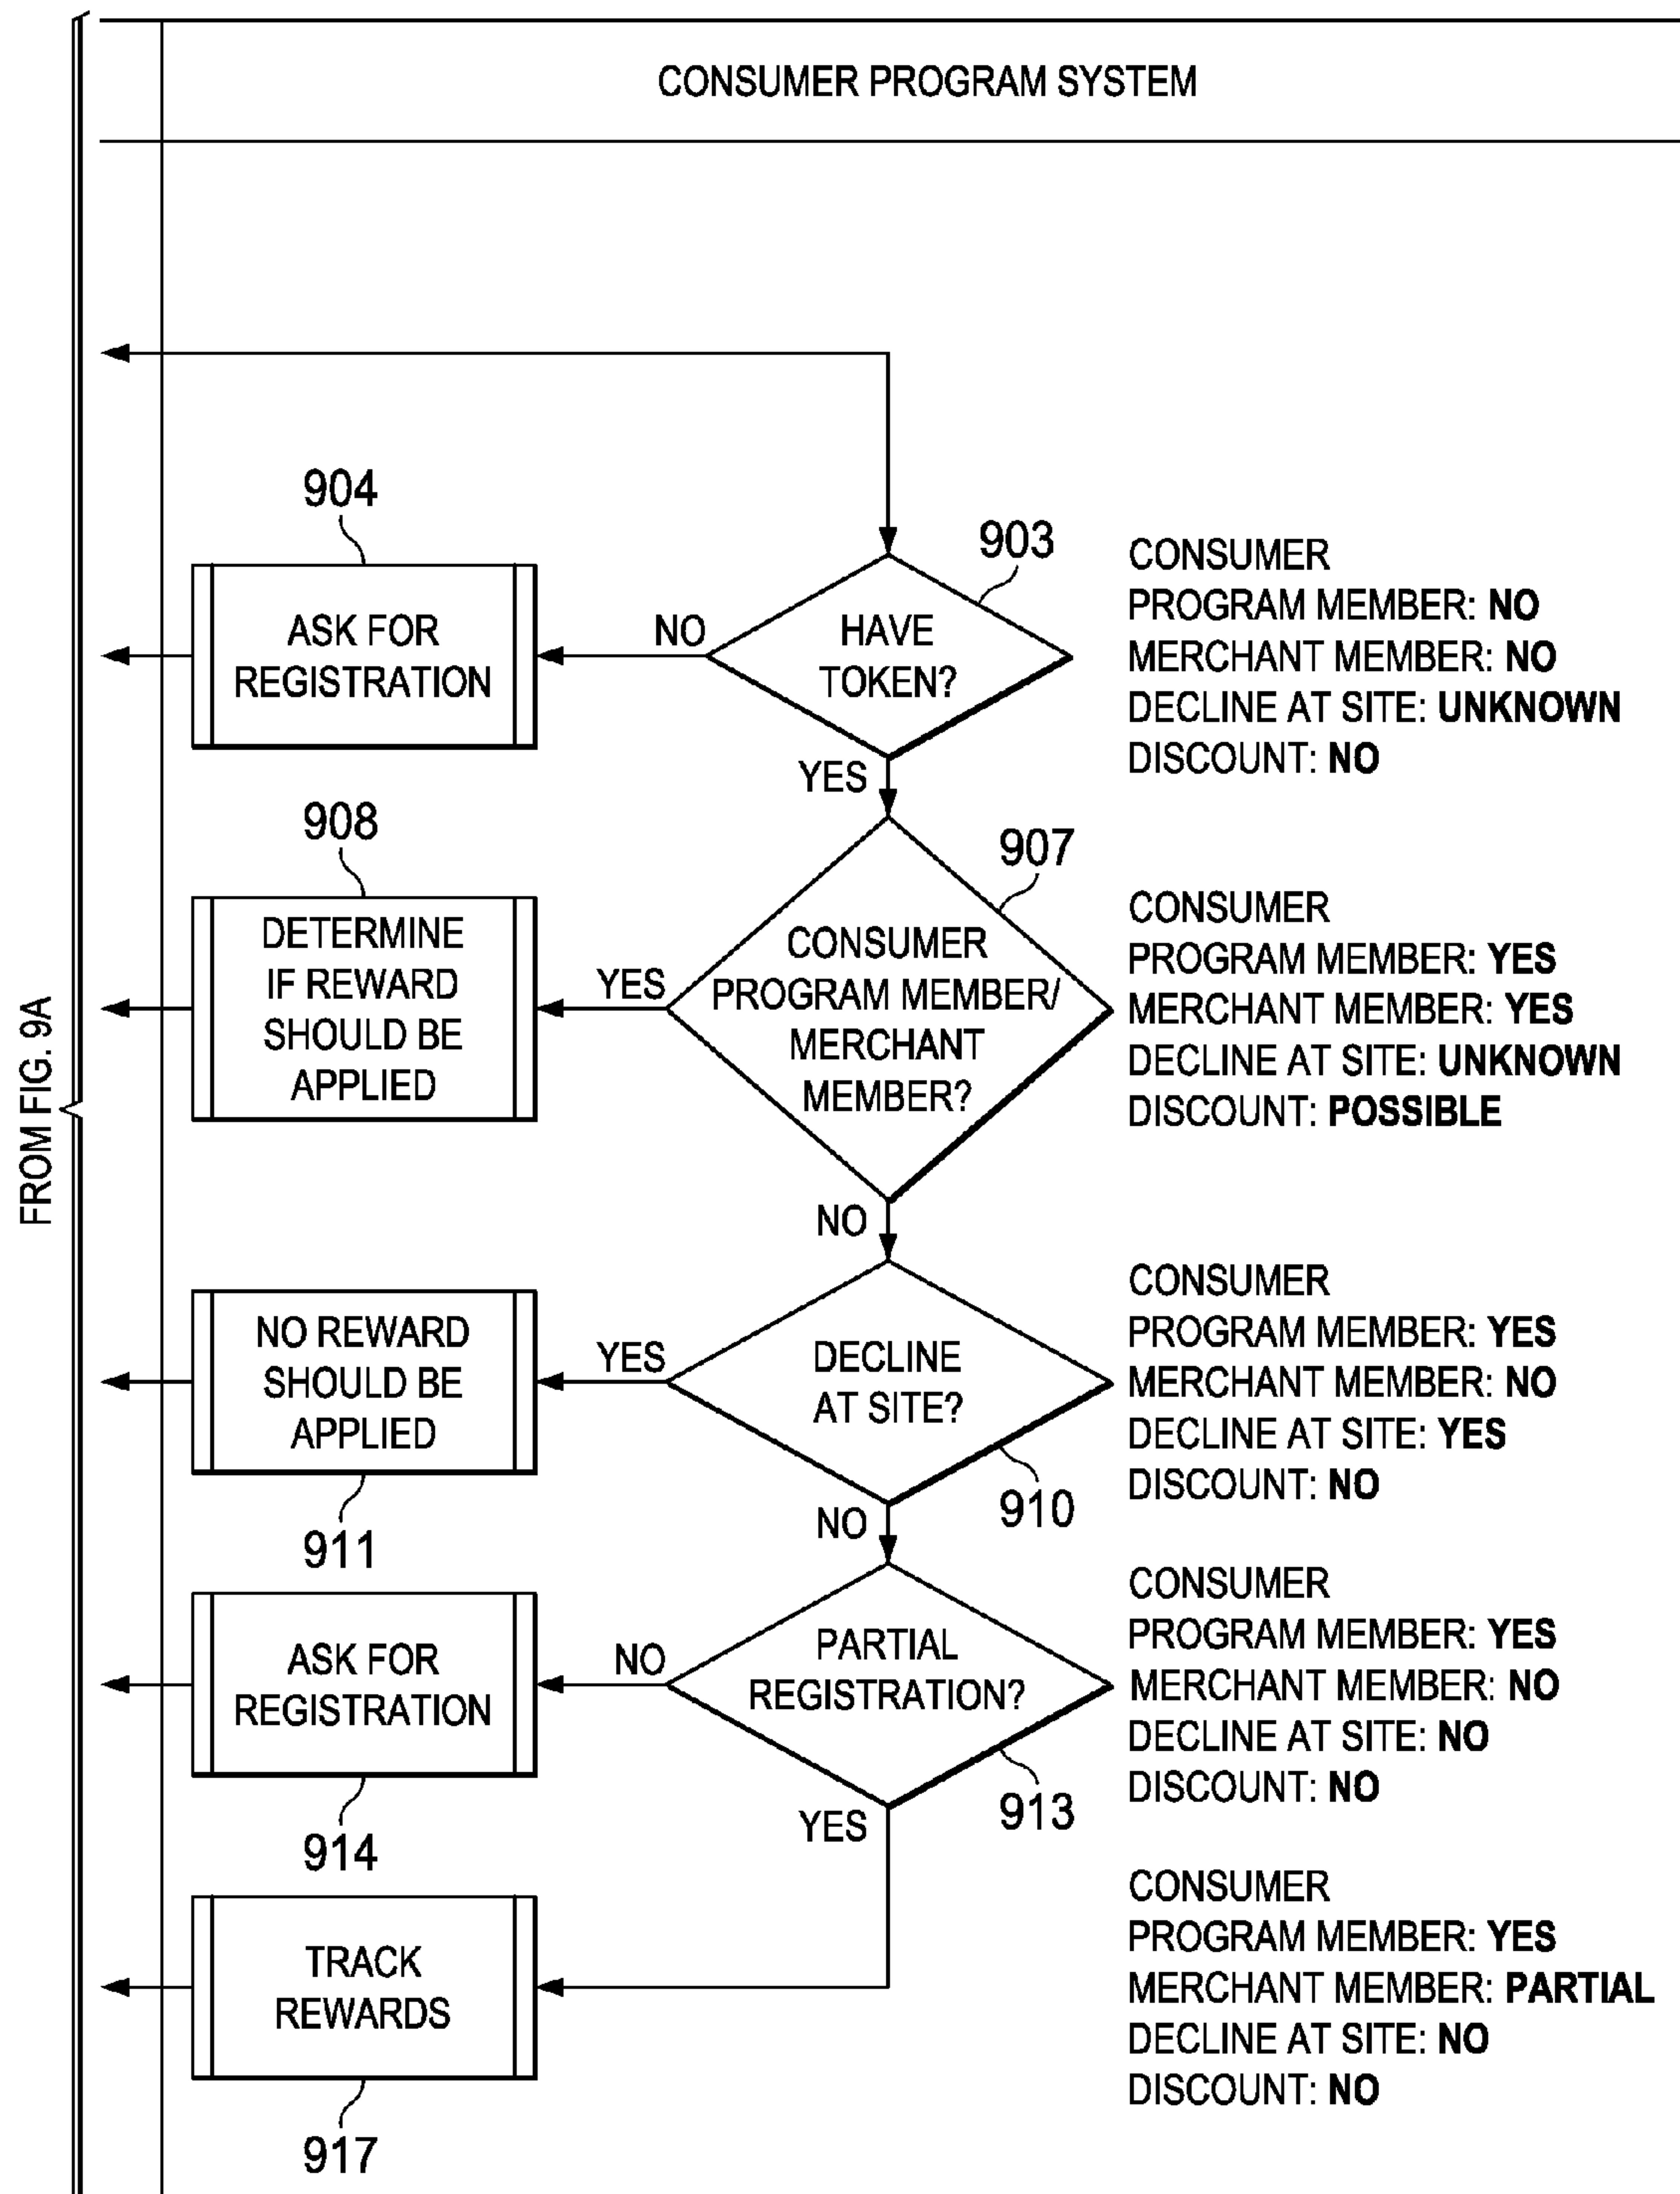 CONSUMER PROGRAM SYSTEM
FROM FIG. 9A
904
ASK FOR
REGISTRATION
NO
903
HAVE
TOKEN?
YES
CONSUMER
PROGRAM MEMBER: NO
MERCHANT MEMBER: NO
DECLINE AT SITE: UNKNOWN
DISCOUNT: NO
908
DETERMINE
IF REWARD
SHOULD BE
APPLIED
YES
907
CONSUMER
PROGRAM MEMBER/
MERCHANT
MEMBER?
NO
CONSUMER
PROGRAM MEMBER: YES
MERCHANT MEMBER: YES
DECLINE AT SITE: UNKNOWN
DISCOUNT: POSSIBLE
NO REWARD
SHOULD BE
APPLIED
911
YES
DECLINE
AT SITE?
910
NO
CONSUMER
PROGRAM MEMBER: YES
MERCHANT MEMBER: NO
DECLINE AT SITE: YES
DISCOUNT: NO
ASK FOR
REGISTRATION
914
NO
PARTIAL
REGISTRATION?
913
YES
CONSUMER
PROGRAM MEMBER: YES
MERCHANT MEMBER: NO
DECLINE AT SITE: NO
DISCOUNT: NO
TRACK
REWARDS
917
CONSUMER
PROGRAM MEMBER: YES
MERCHANT MEMBER: PARTIAL
DECLINE AT SITE: NO
DISCOUNT: NO